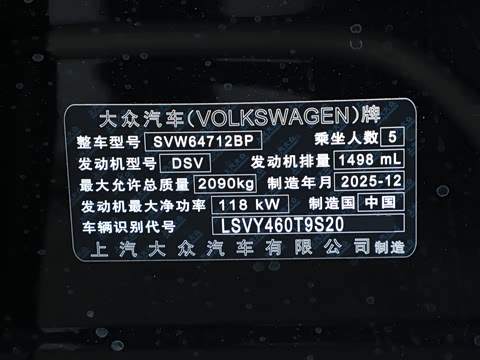 大众汽车(VOLKSWAGEN)牌
整车型号 SVW64712BP 乘坐人数 5
发动机型号 DSV 发动机排量 1498 mL
最大允许总质量 2090kg 制造年月 2025-12
发动机最大净功率 118 kW 制造国 中国
车辆识别代号 LSVY460T9S20
上汽大众汽车有限公司制造